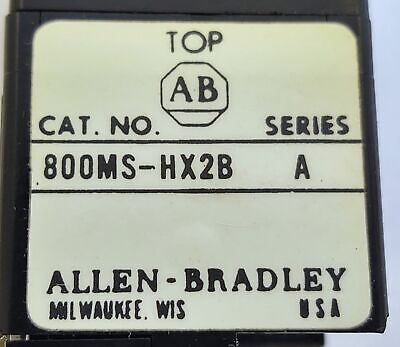 TOP
AB
CAT. NO. SERIES
800MS-HX2B A
ALLEN-BRADLEY
MILWAUKEE, WIS USA